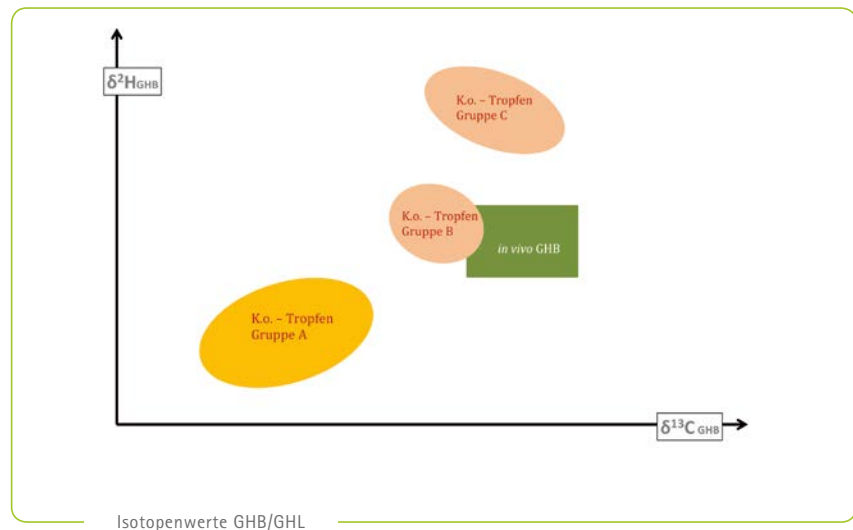 δ²HGHB
K.o. – Tropfen
Gruppe C
K.o. – Tropfen
Gruppe B
in vivo GHB
K.o. – Tropfen
Gruppe A
δ¹³C GHB
Isotopenwerte GHB/GHL